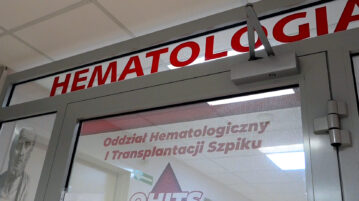 HEMATOLOGIA
Oddział Hematologiczny
i Transplantacji Szpiku